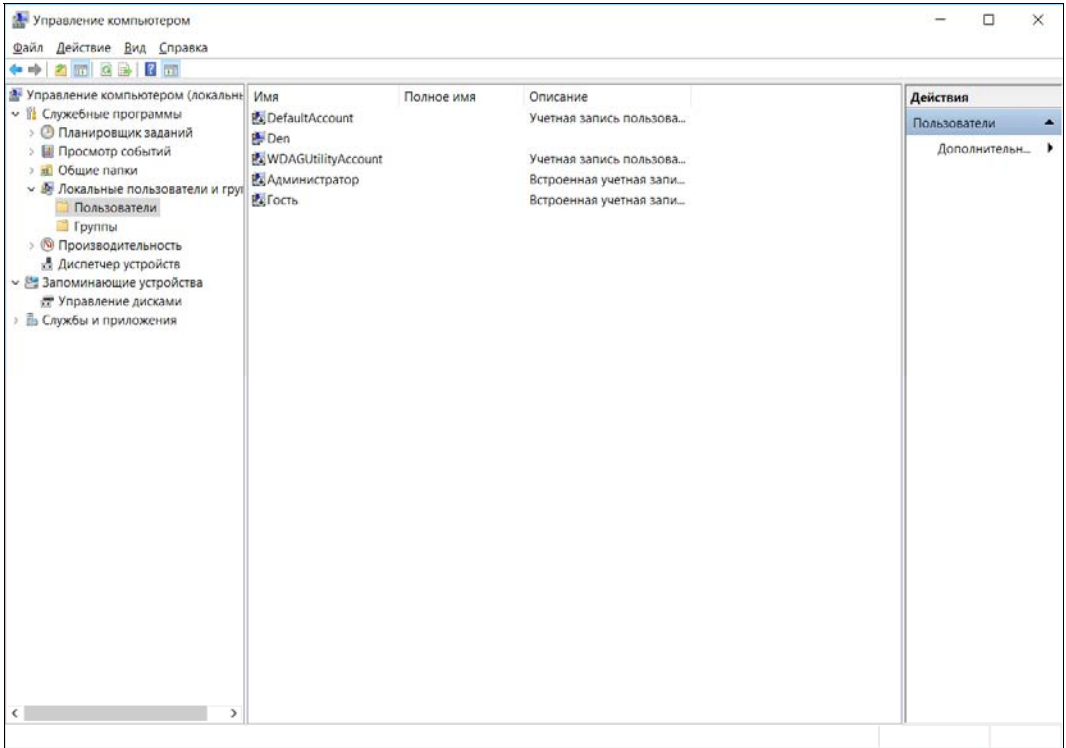 Управление компьютером
Файл Действие Вид Справка
Управление компьютером (локальны
Служебные программы
Планировщик заданий
Просмотр событий
Общие папки
Локальные пользователи и груп
Пользователи
Группы
Производительность
Диспетчер устройств
Запоминающие устройства
Управление дисками
Службы и приложения
Имя Полное имя Описание
DefaultAccount Учетная запись пользова...
Den
WDAGUtilityAccount Учетная запись пользова...
Администратор Встроенная учетная запи...
Гость Встроенная учетная запи...
Действия
Пользователи
Дополнительн...